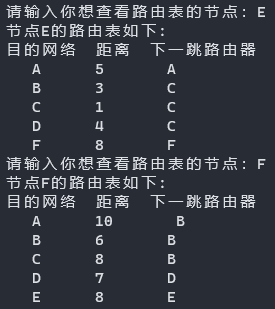 请输入你想查看路由表的节点: E
节点E的路由表如下:
目的网络 距离 下一跳路由器
A 5 A
B 3 C
C 1 C
D 4 C
F 8 F
请输入你想查看路由表的节点: F
节点F的路由表如下:
目的网络 距离 下一跳路由器
A 10 B
B 6 B
C 8 B
D 7 D
E 8 E